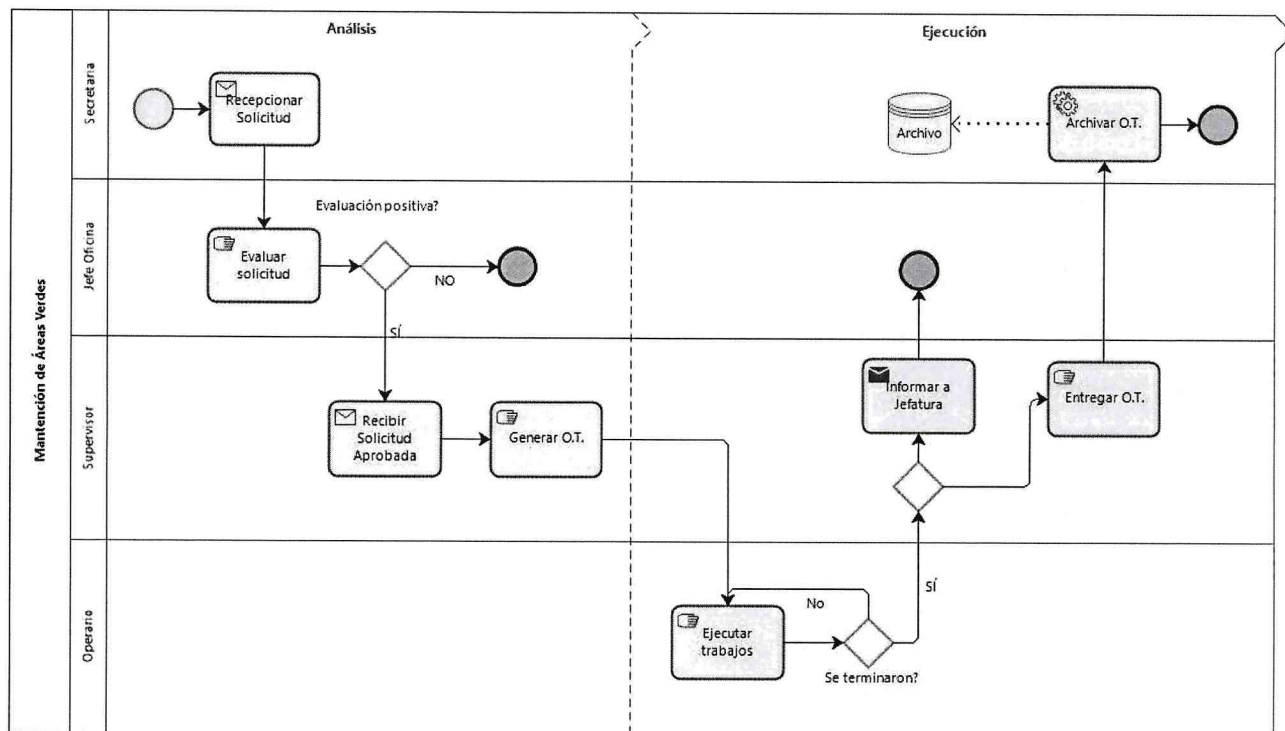 Mantención de Áreas Verdes
Análisis
Ejecución
Secretaria
Recepcionar
Solicitud
Archivo
Archivar O.T.
Jefe Oficina
Evaluación positiva?
Evaluar
solicitud
NO
SÍ
Supervisor
Recibir
Solicitud
Aprobada
Generar O.T.
Informar a
Jefatura
Entregar O.T.
Operario
Ejecutar
trabajos
No
SÍ
Se terminaron?